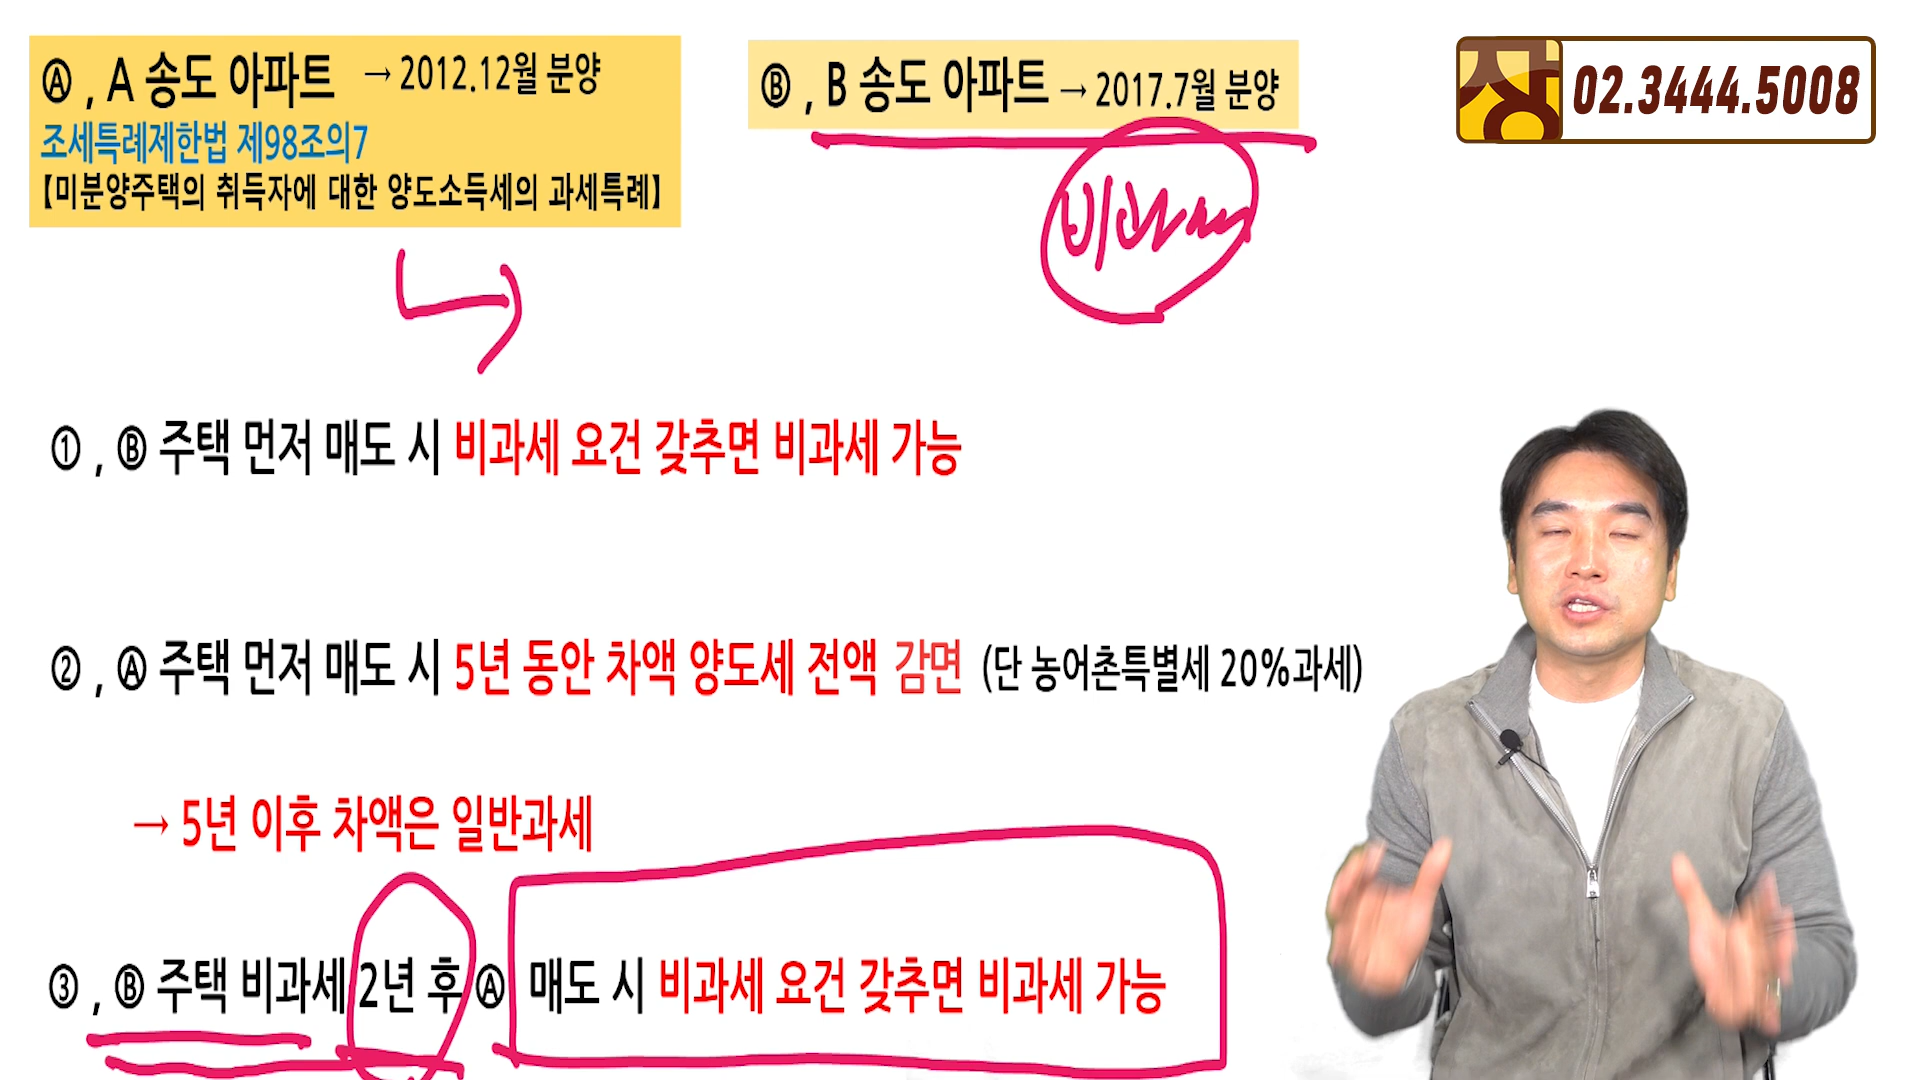 Ⓐ , A 송도 아파트 → 2012.12월 분양
조세특례제한법 제98조의7
【미분양주택의 취득자에 대한 양도소득세의 과세특례】
Ⓑ , B 송도 아파트 → 2017.7월 분양
비과세
상 02.3444.5008
① , Ⓑ 주택 먼저 매도 시 비과세 요건 갖추면 비과세 가능
② , Ⓐ 주택 먼저 매도 시 5년 동안 차액 양도세 전액 감면 (단 농어촌특별세 20%과세)
→ 5년 이후 차액은 일반과세
③ , Ⓑ 주택 비과세 2년 후 Ⓐ 매도 시 비과세 요건 갖추면 비과세 가능